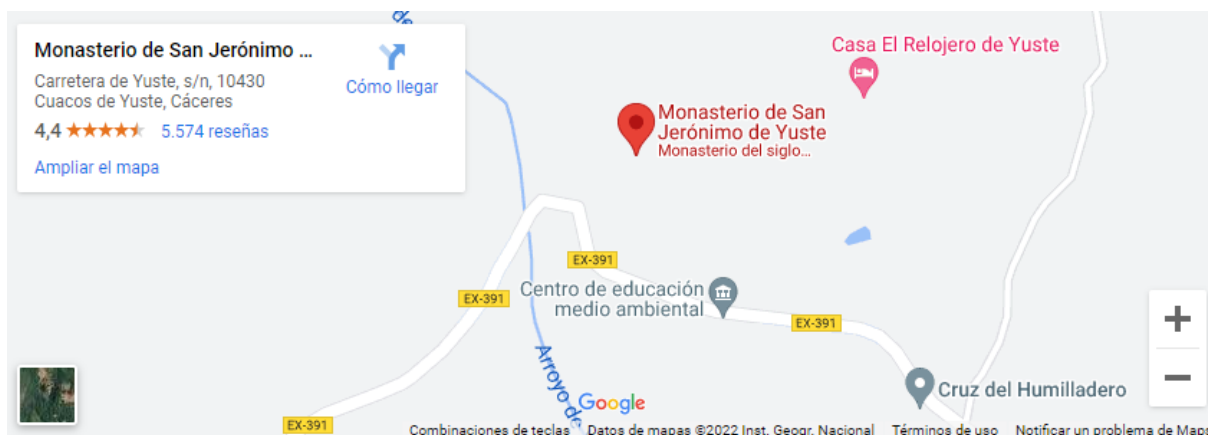 Monasterio de San Jerónimo ...
Cómo llegar
Carretera de Yuste, s/n, 10430
Cuacos de Yuste, Cáceres
4,4 5.574 reseñas
Ampliar el mapa
Casa El Relojero de Yuste
Monasterio de San
Jerónimo de Yuste
Monasterio del siglo...
EX-391
EX-391
Centro de educación
medio ambiental
EX-391
Arroyo de
Cruz del Humilladero
Google
EX-391
Combinaciones de teclas Datos de mapas ©2022 Inst. Geogr. Nacional Términos de uso Notificar un problema de Maps